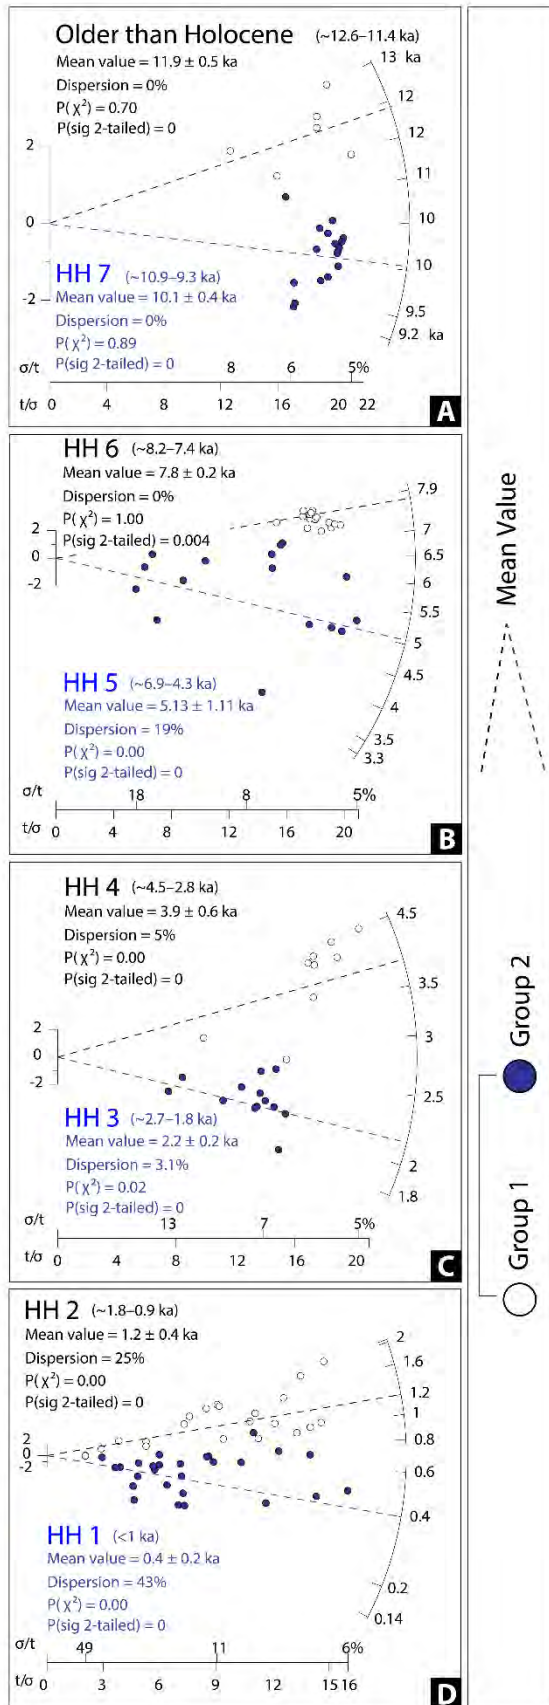 Older than Holocene (~12.6–11.4 ka)
Mean value = 11.9 ± 0.5 ka
Dispersion = 0%
P(χ²) = 0.70
P(sig 2-tailed) = 0
13 ka
12
12
11
10
10
9.5
9.2 ka
2
0
-2
HH 7 (~10.9–9.3 ka)
Mean value = 10.1 ± 0.4 ka
Dispersion = 0%
P(χ²) = 0.89
P(sig 2-tailed) = 0
σ/t 8 6 5%
t/σ 0 4 8 12 16 20 22
A
HH 6 (~8.2–7.4 ka)
Mean value = 7.8 ± 0.2 ka
Dispersion = 0%
P(χ²) = 1.00
P(sig 2-tailed) = 0.004
7.9
7
6.5
6
5.5
5
4.5
4
3.5
3.3
2
0
-2
HH 5 (~6.9–4.3 ka)
Mean value = 5.13 ± 1.11 ka
Dispersion = 19%
P(χ²) = 0.00
P(sig 2-tailed) = 0
σ/t 18 8 5%
t/σ 0 4 8 12 16 20
B
HH 4 (~4.5–2.8 ka)
Mean value = 3.9 ± 0.6 ka
Dispersion = 5%
P(χ²) = 0.00
P(sig 2-tailed) = 0
4.5
3.5
3
2.5
2
1.8
2
0
-2
HH 3 (~2.7–1.8 ka)
Mean value = 2.2 ± 0.2 ka
Dispersion = 3.1%
P(χ²) = 0.02
P(sig 2-tailed) = 0
σ/t 13 7 5%
t/σ 0 4 8 12 16 20
C
HH 2 (~1.8–0.9 ka)
Mean value = 1.2 ± 0.4 ka
Dispersion = 25%
P(χ²) = 0.00
P(sig 2-tailed) = 0
2
1.6
1.2
1
0.8
0.6
0.4
0.2
0.14
2
0
-2
HH 1 (<1 ka)
Mean value = 0.4 ± 0.2 ka
Dispersion = 43%
P(χ²) = 0.00
P(sig 2-tailed) = 0
σ/t 49 11 6%
t/σ 0 3 6 9 12 15 16
D
Mean Value
Group 2
Group 1